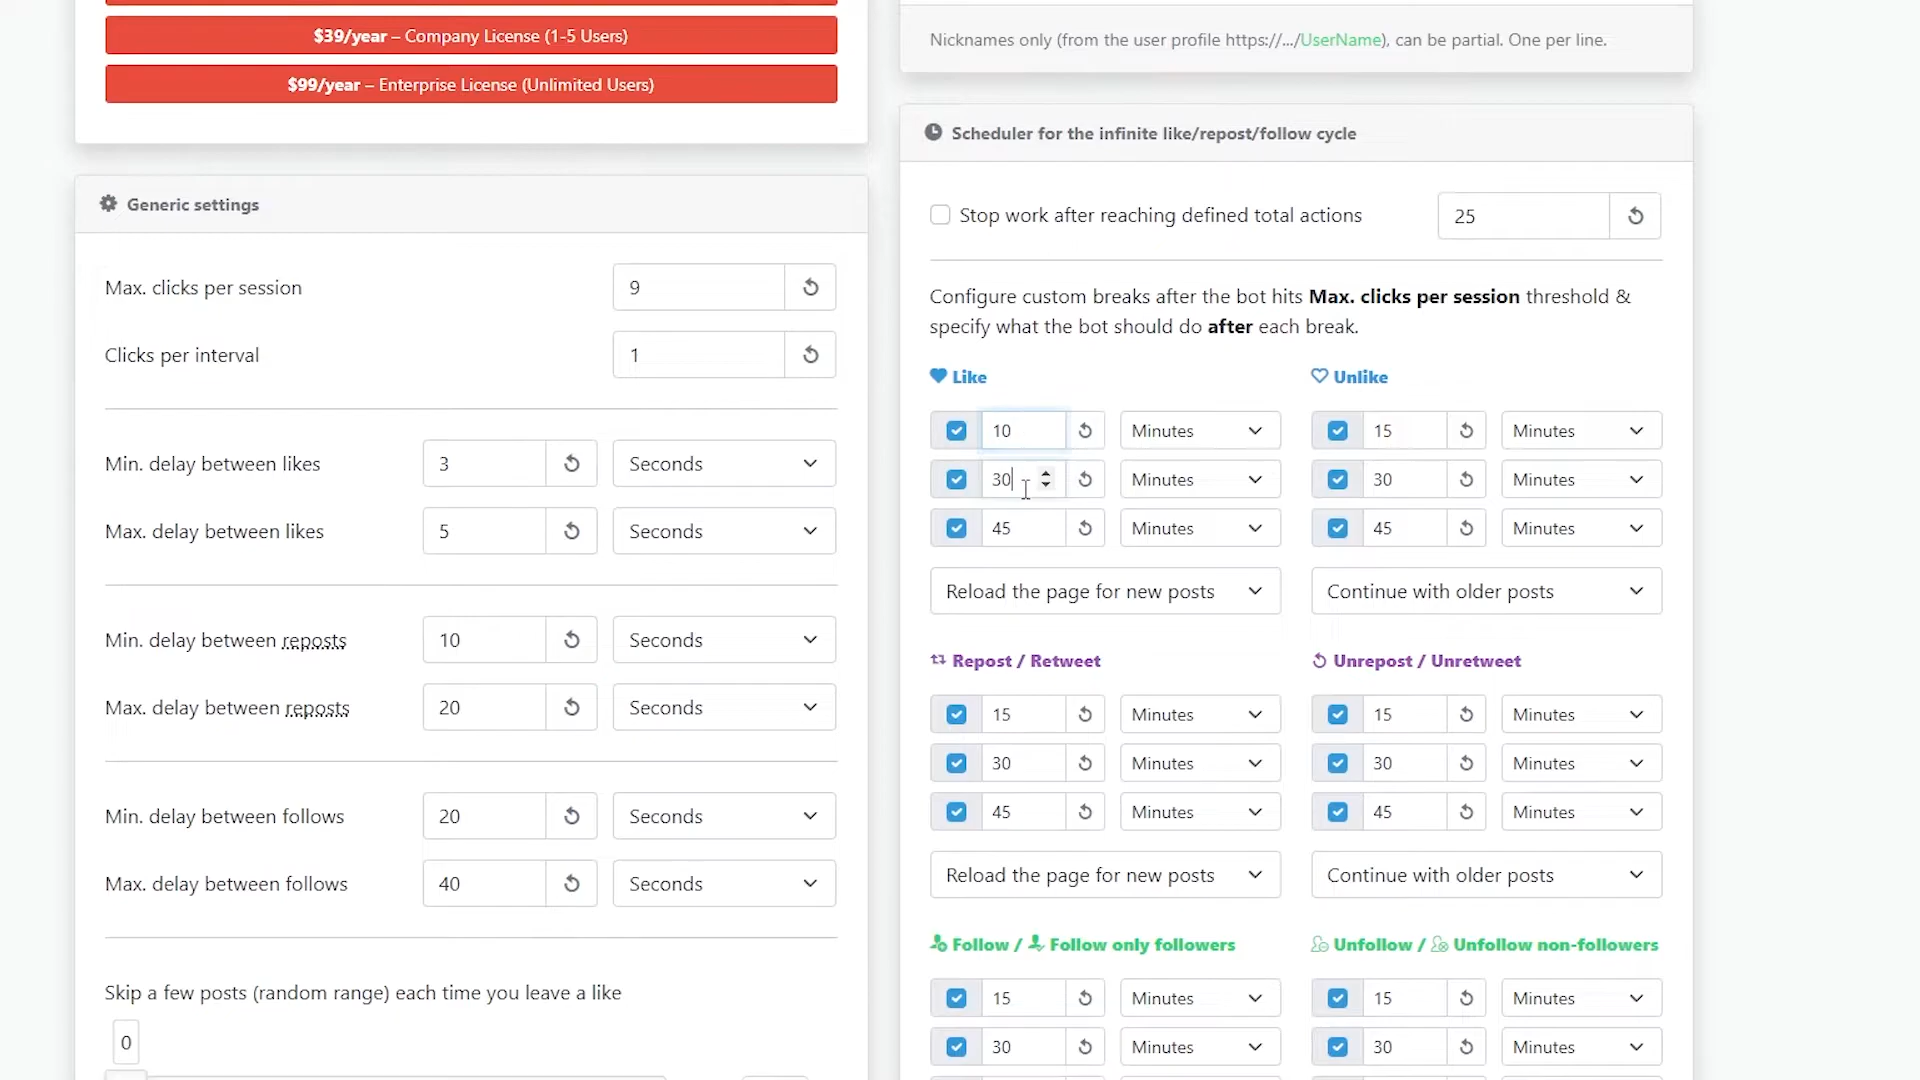 $39/year – Company License (1-5 Users)
$99/year – Enterprise License (Unlimited Users)
Generic settings
Max. clicks per session
9
Clicks per interval
1
Min. delay between likes
3
Seconds
Max. delay between likes
5
Seconds
Min. delay between reposts
10
Seconds
Max. delay between reposts
20
Seconds
Min. delay between follows
20
Seconds
Max. delay between follows
40
Seconds
Skip a few posts (random range) each time you leave a like
0
Nicknames only (from the user profile https://.../UserName), can be partial. One per line.
Scheduler for the infinite like/repost/follow cycle
Stop work after reaching defined total actions
25
Configure custom breaks after the bot hits Max. clicks per session threshold &
specify what the bot should do after each break.
Like
10
Minutes
30
Minutes
45
Minutes
Reload the page for new posts
Unlike
15
Minutes
30
Minutes
45
Minutes
Continue with older posts
Repost / Retweet
15
Minutes
30
Minutes
45
Minutes
Reload the page for new posts
Unrepost / Unretweet
15
Minutes
30
Minutes
45
Minutes
Continue with older posts
Follow / Follow only followers
15
Minutes
30
Minutes
Unfollow / Unfollow non-followers
15
Minutes
30
Minutes